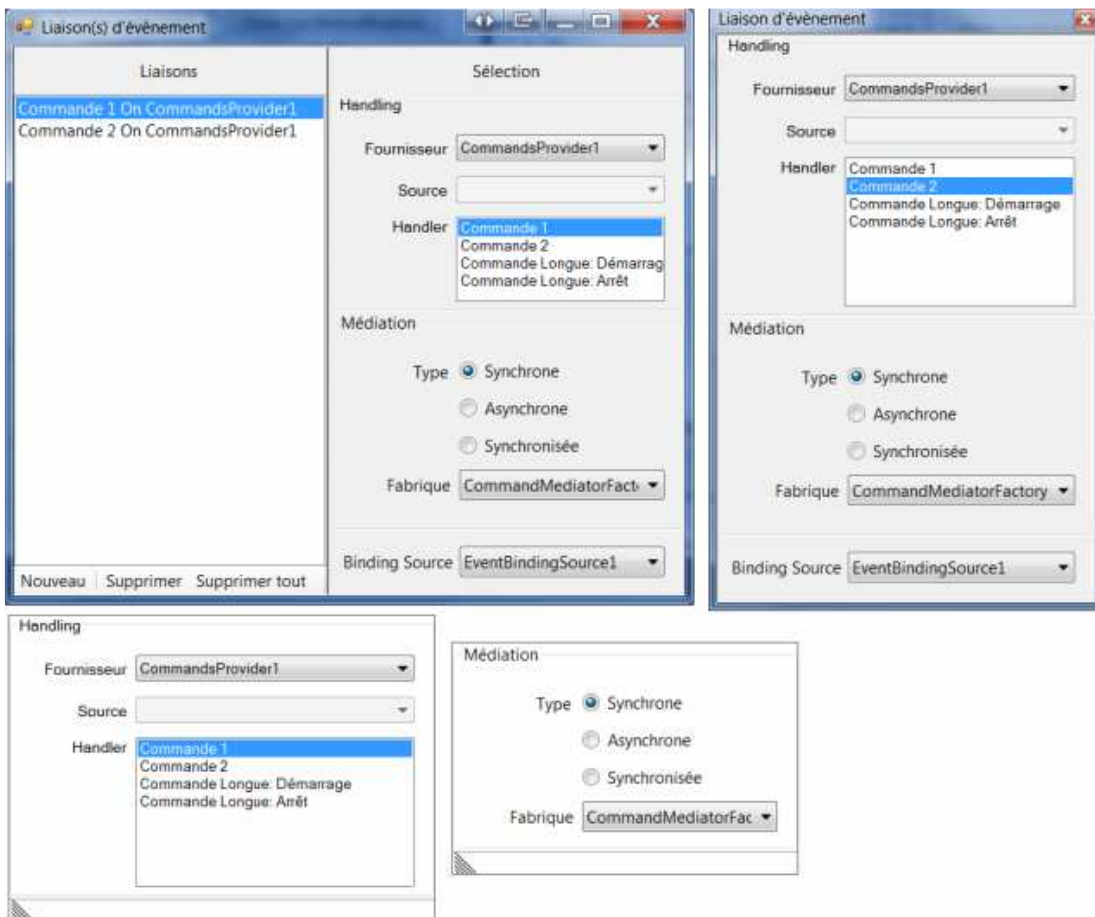 Liaison(s) d'évènement
Liaisons
Commande 1 On CommandsProvider1
Commande 2 On CommandsProvider1
Nouveau Supprimer Supprimer tout
Sélection
Handling
Fournisseur CommandsProvider1
Source
Handler Commande 1
Commande 2
Commande Longue: Démarrag
Commande Longue: Arrêt
Médiation
Type Synchrone
Asynchrone
Synchronisée
Fabrique CommandMediatorFact
Binding Source EventBindingSource1
Liaison d'évènement
Handling
Fournisseur CommandsProvider1
Source
Handler Commande 1
Commande 2
Commande Longue: Démarrage
Commande Longue: Arrêt
Médiation
Type Synchrone
Asynchrone
Synchronisée
Fabrique CommandMediatorFactory
Binding Source EventBindingSource1
Handling
Fournisseur CommandsProvider1
Source
Handler Commande 1
Commande 2
Commande Longue: Démarrage
Commande Longue: Arrêt
Médiation
Type Synchrone
Asynchrone
Synchronisée
Fabrique CommandMediatorFac